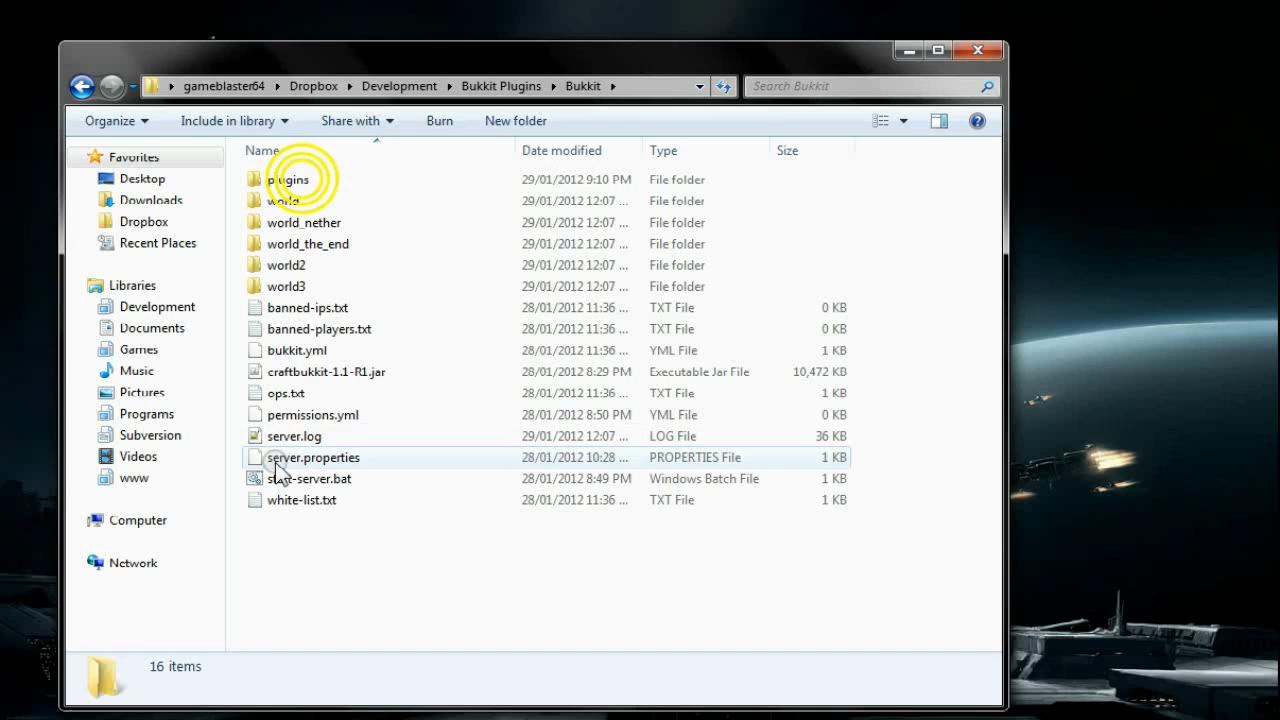 gameblaster64 Dropbox Development Bukkit Plugins Bukkit Search Bukkit
Organize Include in library Share with Burn New folder
Name Date modified Type Size
Favorites
Desktop
Downloads
Dropbox
Recent Places
Libraries
Development
Documents
Games
Music
Pictures
Programs
Subversion
Videos
www
Computer
Network
plugins 29/01/2012 9:10 PM File folder
world 29/01/2012 12:07 ... File folder
world_nether 29/01/2012 12:07 ... File folder
world_the_end 29/01/2012 12:07 ... File folder
world2 29/01/2012 12:07 ... File folder
world3 29/01/2012 12:07 ... File folder
banned-ips.txt 28/01/2012 11:36 ... TXT File 0 KB
banned-players.txt 28/01/2012 11:36 ... TXT File 0 KB
bukkit.yml 28/01/2012 11:36 ... YML File 1 KB
craftbukkit-1.1-R1.jar 28/01/2012 8:29 PM Executable Jar File 10,472 KB
ops.txt 28/01/2012 11:36 ... TXT File 1 KB
permissions.yml 28/01/2012 8:50 PM YML File 0 KB
server.log 29/01/2012 12:07 ... LOG File 36 KB
server.properties 28/01/2012 10:28 ... PROPERTIES File 1 KB
start-server.bat 28/01/2012 8:49 PM Windows Batch File 1 KB
white-list.txt 28/01/2012 11:36 ... TXT File 1 KB
16 items